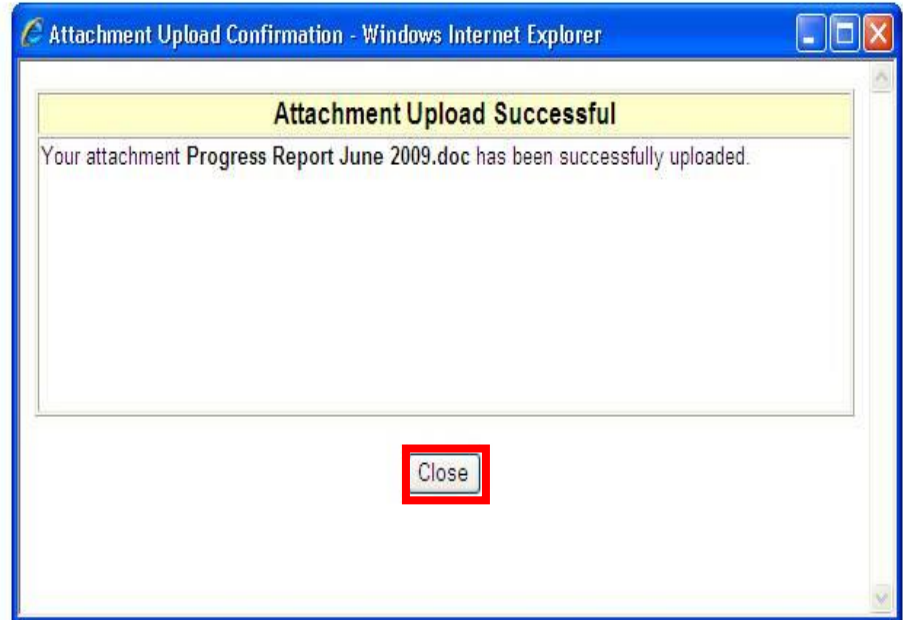 Attachment Upload Confirmation - Windows Internet Explorer
Attachment Upload Successful
Your attachment Progress Report June 2009.doc has been successfully uploaded.
Close